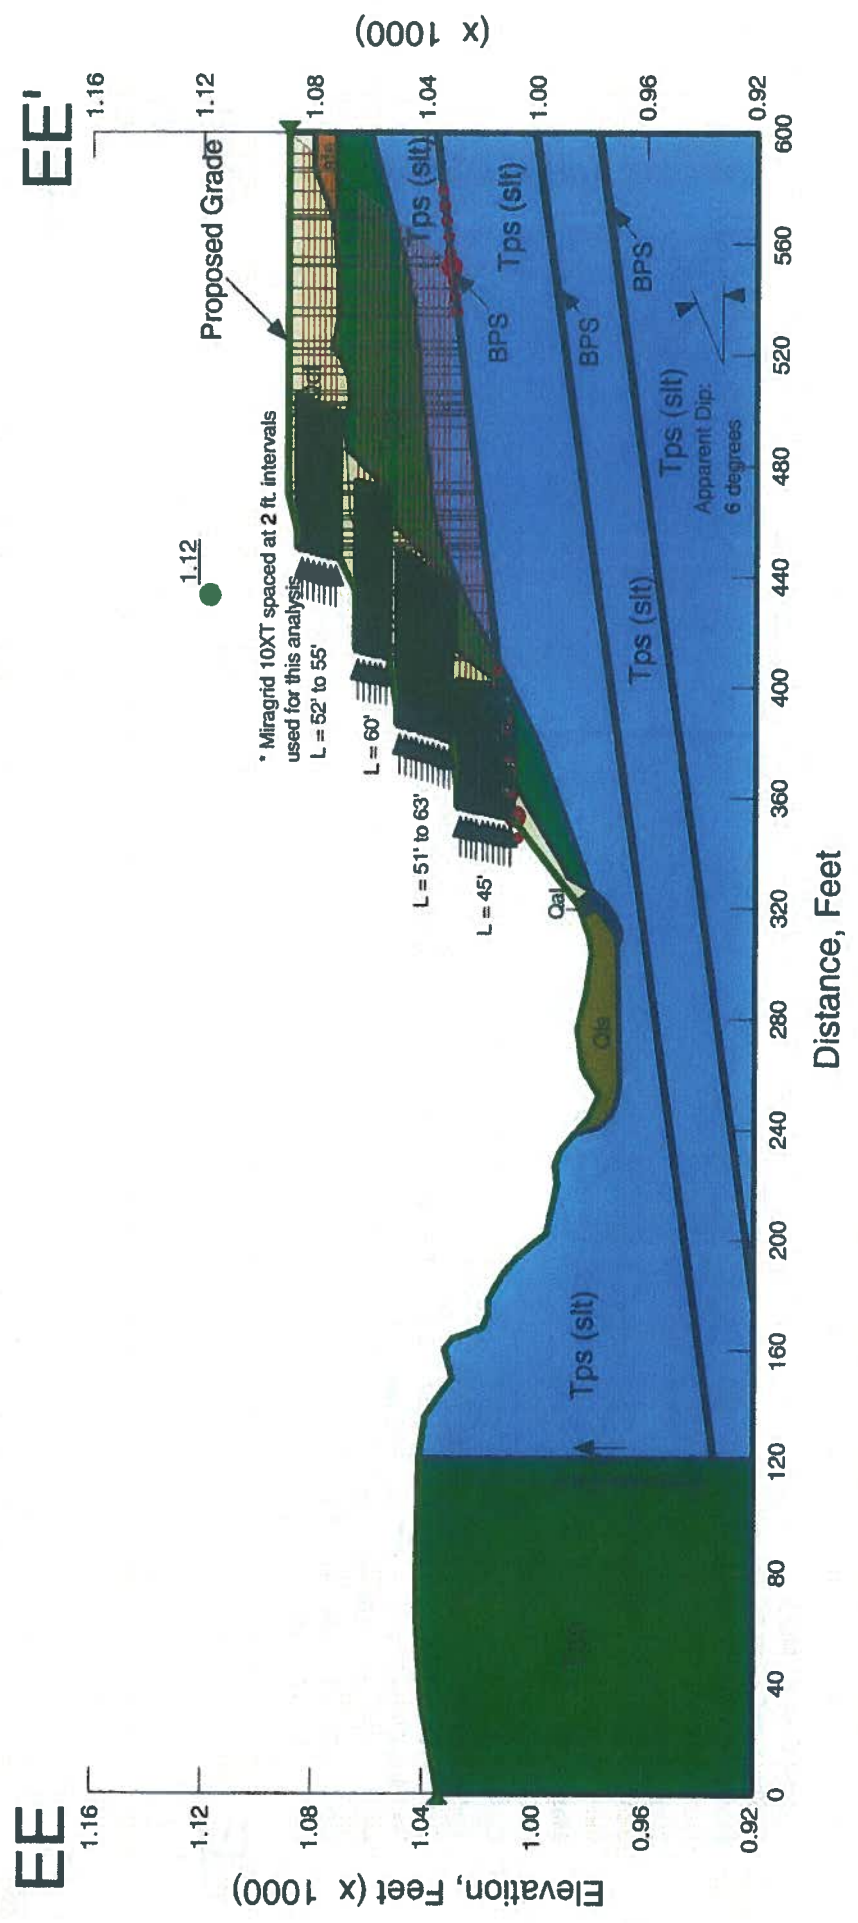 EE
EE'
Elevation, Feet (x 1000)
1.16
1.12
1.08
1.04
1.00
0.96
0.92
(x 1000)
1.16
1.12
1.08
1.04
1.00
0.96
0.92
1.12
* Miragrid 10XT spaced at 2 ft. intervals
used for this analysis
L = 52' to 55'
L = 60'
L = 51' to 63'
L = 45'
Proposed Grade
Qal
Qls
Tps (slt)
Tps (slt)
Tps (slt)
Tps (slt)
Tps (slt)
BPS
BPS
BPS
Apparent Dip:
6 degrees
0
40
80
120
160
200
240
280
320
360
400
440
480
520
560
600
Distance, Feet